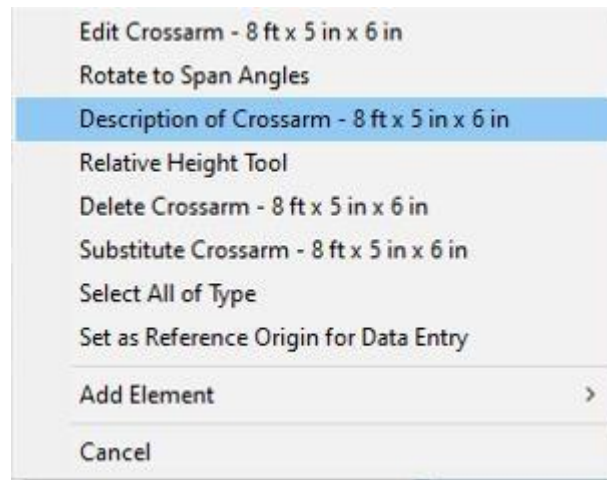 Edit Crossarm - 8 ft x 5 in x 6 in
Rotate to Span Angles
Description of Crossarm - 8 ft x 5 in x 6 in
Relative Height Tool
Delete Crossarm - 8 ft x 5 in x 6 in
Substitute Crossarm - 8 ft x 5 in x 6 in
Select All of Type
Set as Reference Origin for Data Entry
Add Element
Cancel